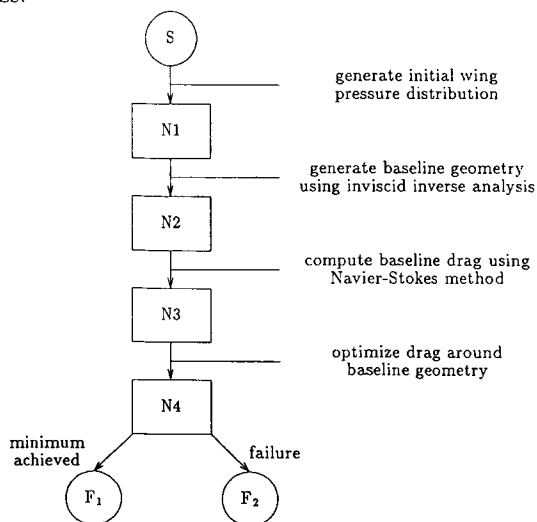 S
generate initial wing
pressure distribution
N1
generate baseline geometry
using inviscid inverse analysis
N2
compute baseline drag using
Navier-Stokes method
N3
optimize drag around
baseline geometry
N4
minimum
achieved
failure
F₁
F₂